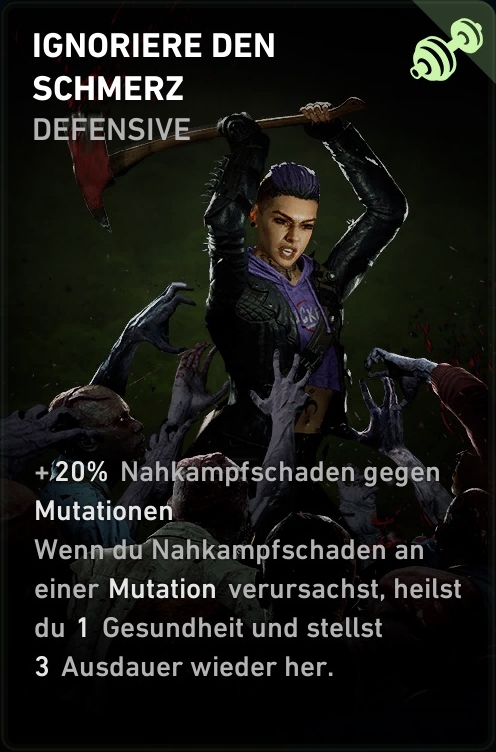 IGNORIERE DEN
SCHMERZ
DEFENSIVE
+20% Nahkampfschaden gegen
Mutationen
Wenn du Nahkampfschaden an
einer Mutation verursachst, heilst
du 1 Gesundheit und stellst
3 Ausdauer wieder her.